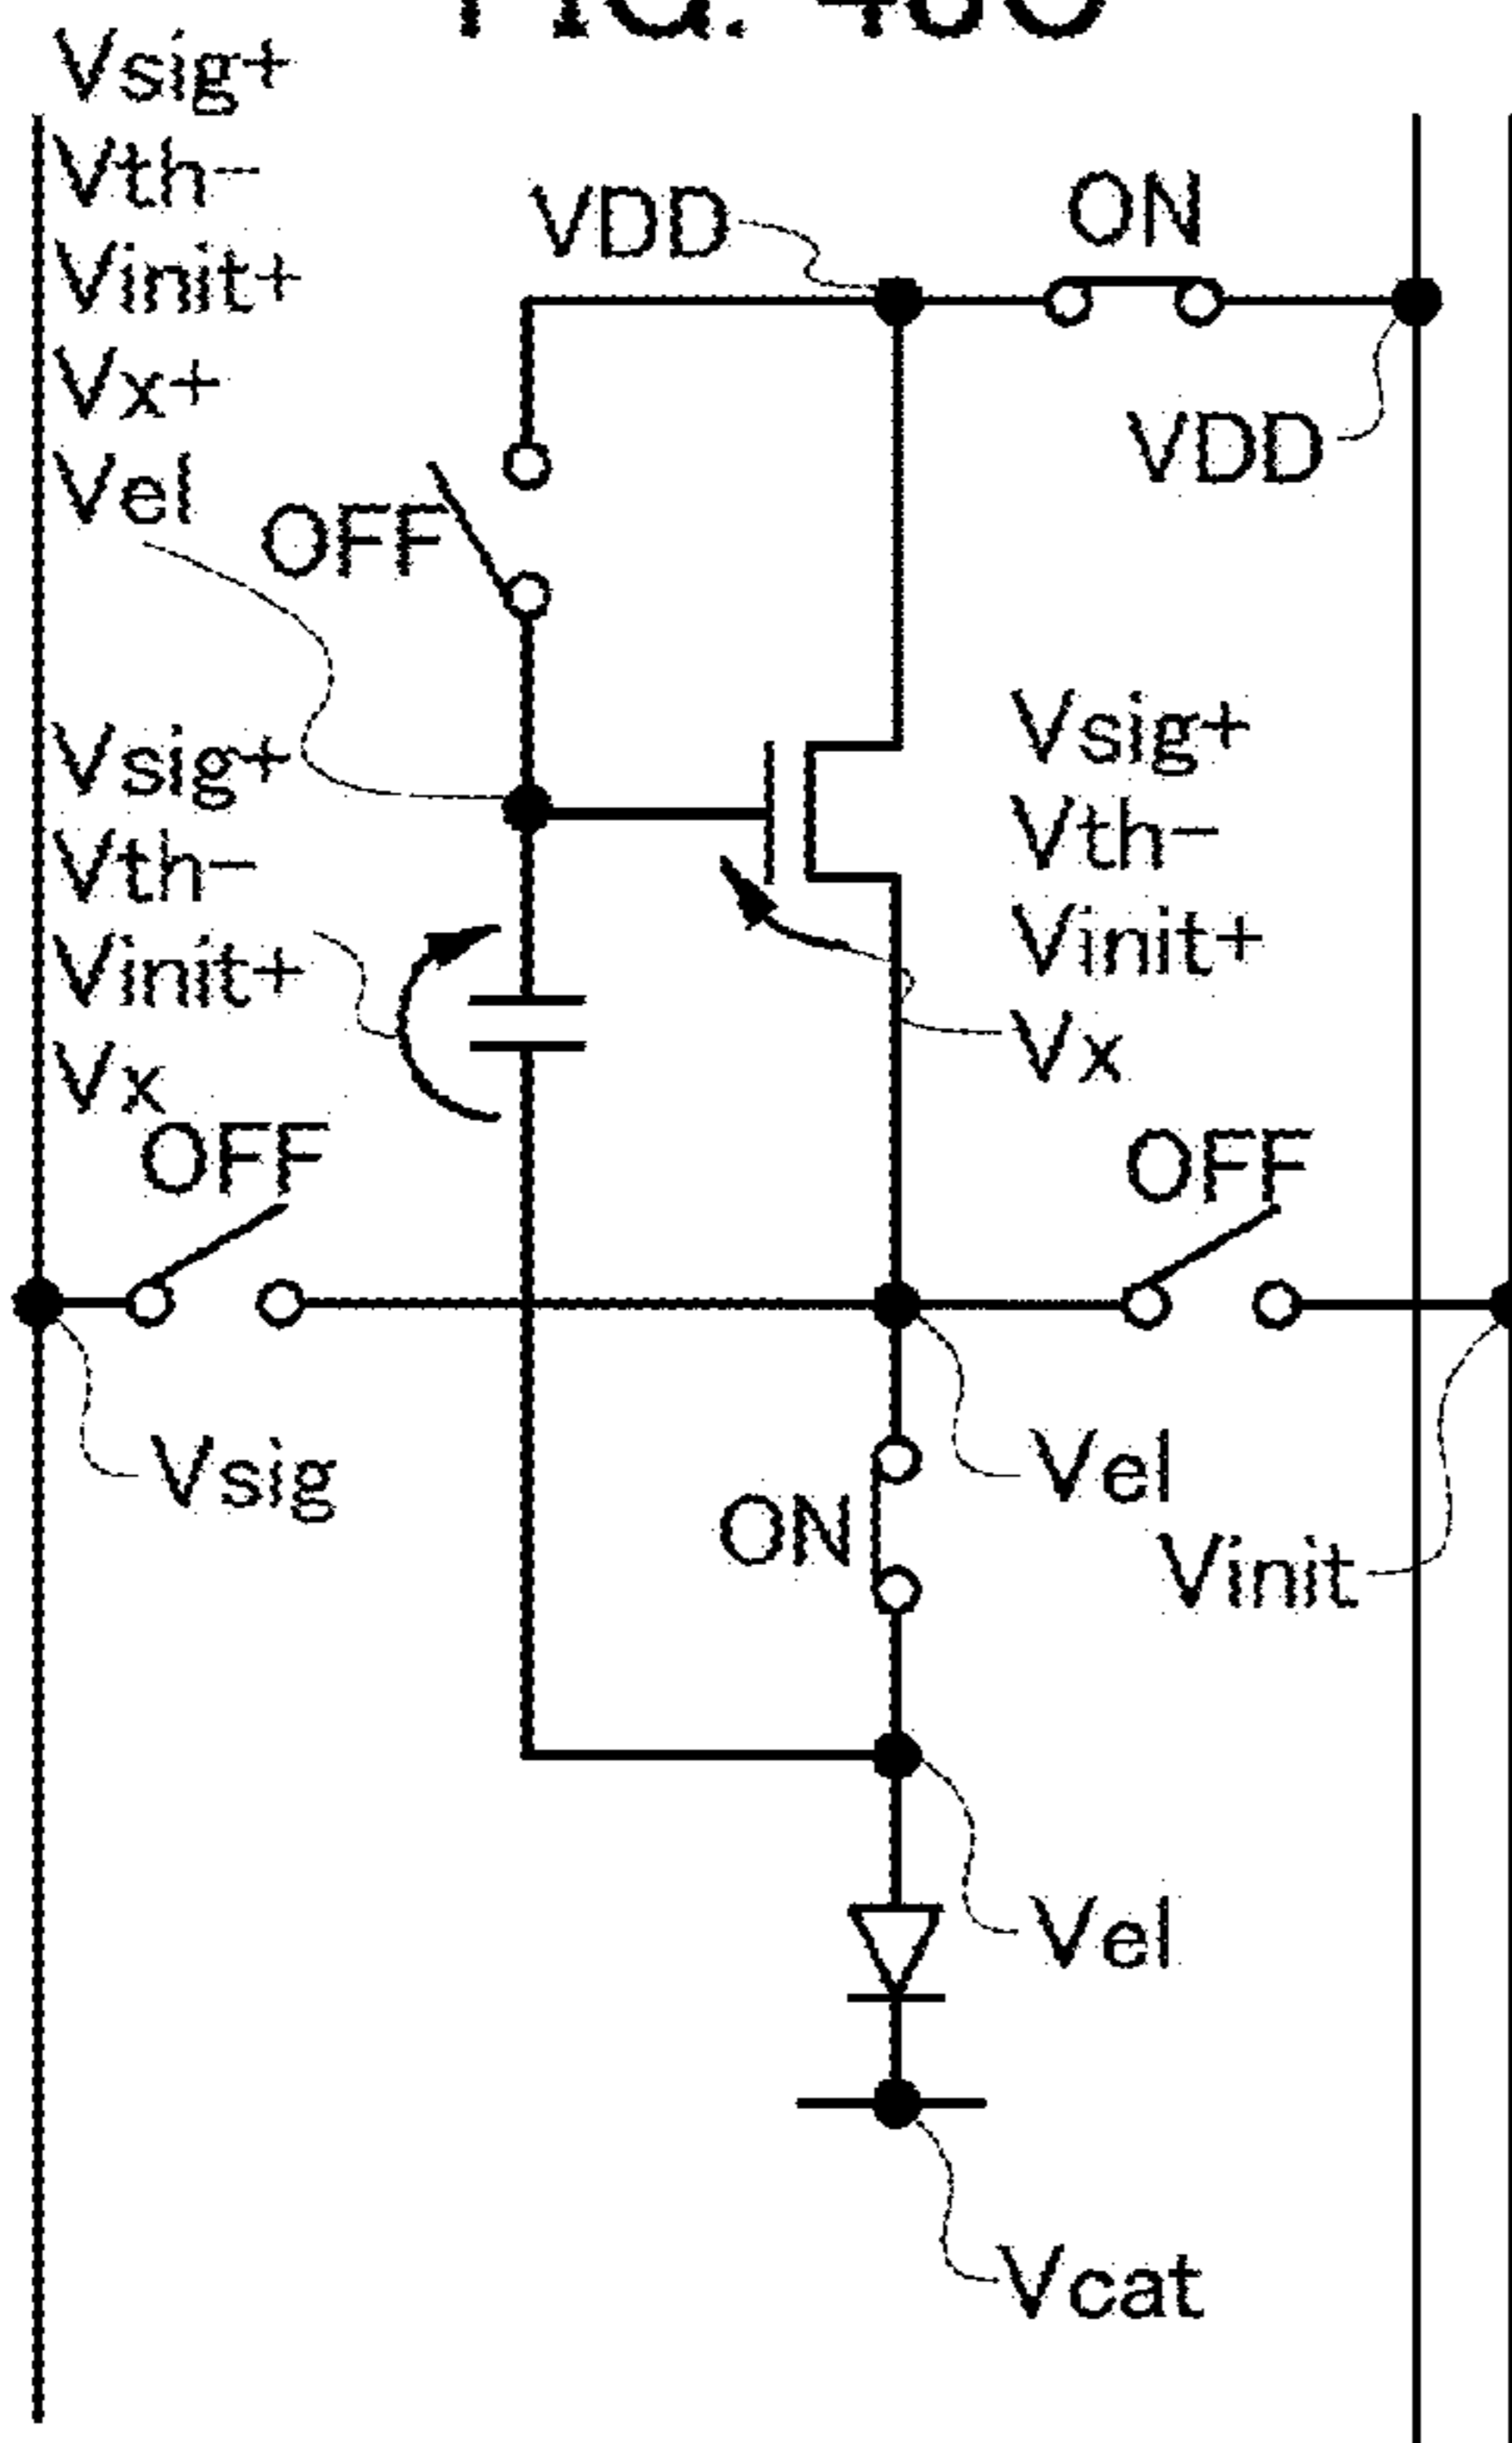 Vsig+
Vth−
Vinit+
Vx+
Vel
VDD
ON
VDD
OFF
Vsig+
Vth−
Vinit+
Vx
Vsig+
Vth−
Vinit+
Vx
OFF
OFF
Vsig
Vel
ON
Vinit
Vel
Vcat